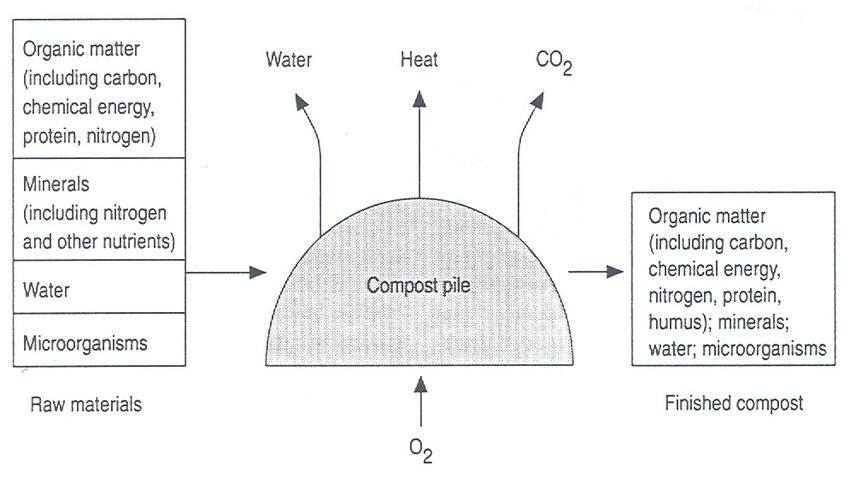 Organic matter
(including carbon,
chemical energy,
protein, nitrogen)
Minerals
(including nitrogen
and other nutrients)
Water
Microorganisms
Raw materials
Water
Heat
CO2
Compost pile
O2
Organic matter
(including carbon,
chemical energy,
nitrogen, protein,
humus); minerals;
water; microorganisms
Finished compost